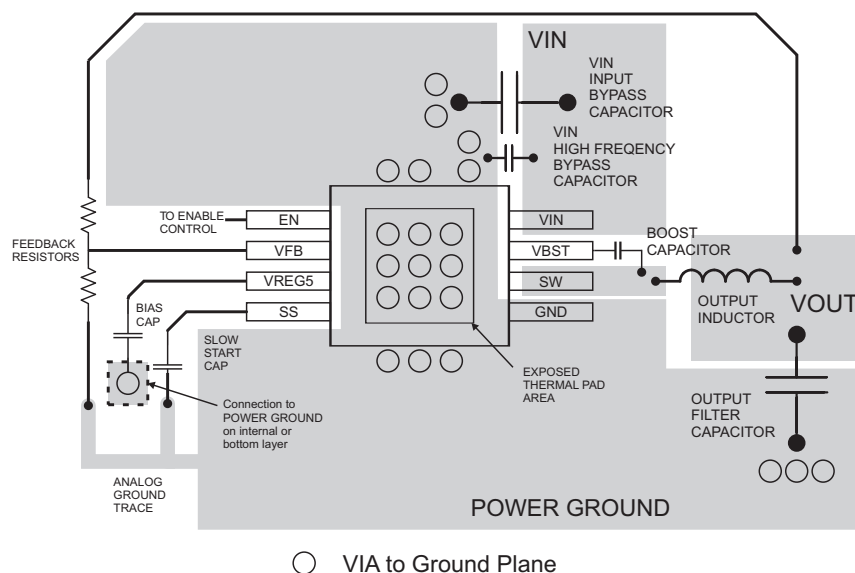 VIN
VIN
INPUT
BYPASS
CAPACITOR
VIN
HIGH FREQENCY
BYPASS
CAPACITOR
TO ENABLE
CONTROL
EN
VFB
VREG5
SS
VIN
VBST
SW
GND
FEEDBACK
RESISTORS
BOOST
CAPACITOR
BIAS
CAP
SLOW
START
CAP
OUTPUT
INDUCTOR
VOUT
EXPOSED
THERMAL PAD
AREA
Connection to
POWER GROUND
on internal or
bottom layer
OUTPUT
FILTER
CAPACITOR
ANALOG
GROUND
TRACE
POWER GROUND
VIA to Ground Plane